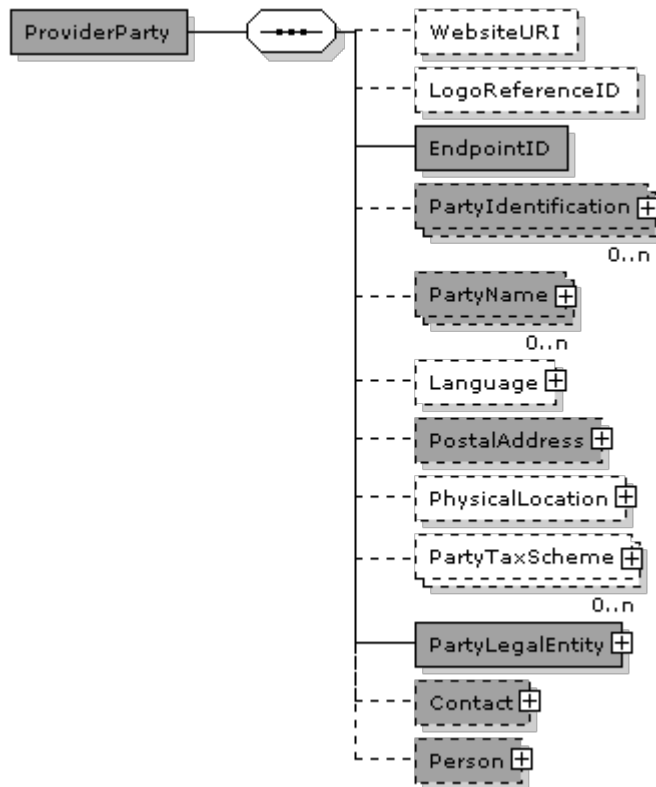 ProviderParty
WebsiteURI
LogoReferenceID
EndpointID
PartyIdentification
0..n
PartyName
0..n
Language
PostalAddress
PhysicalLocation
PartyTaxScheme
0..n
PartyLegalEntity
Contact
Person